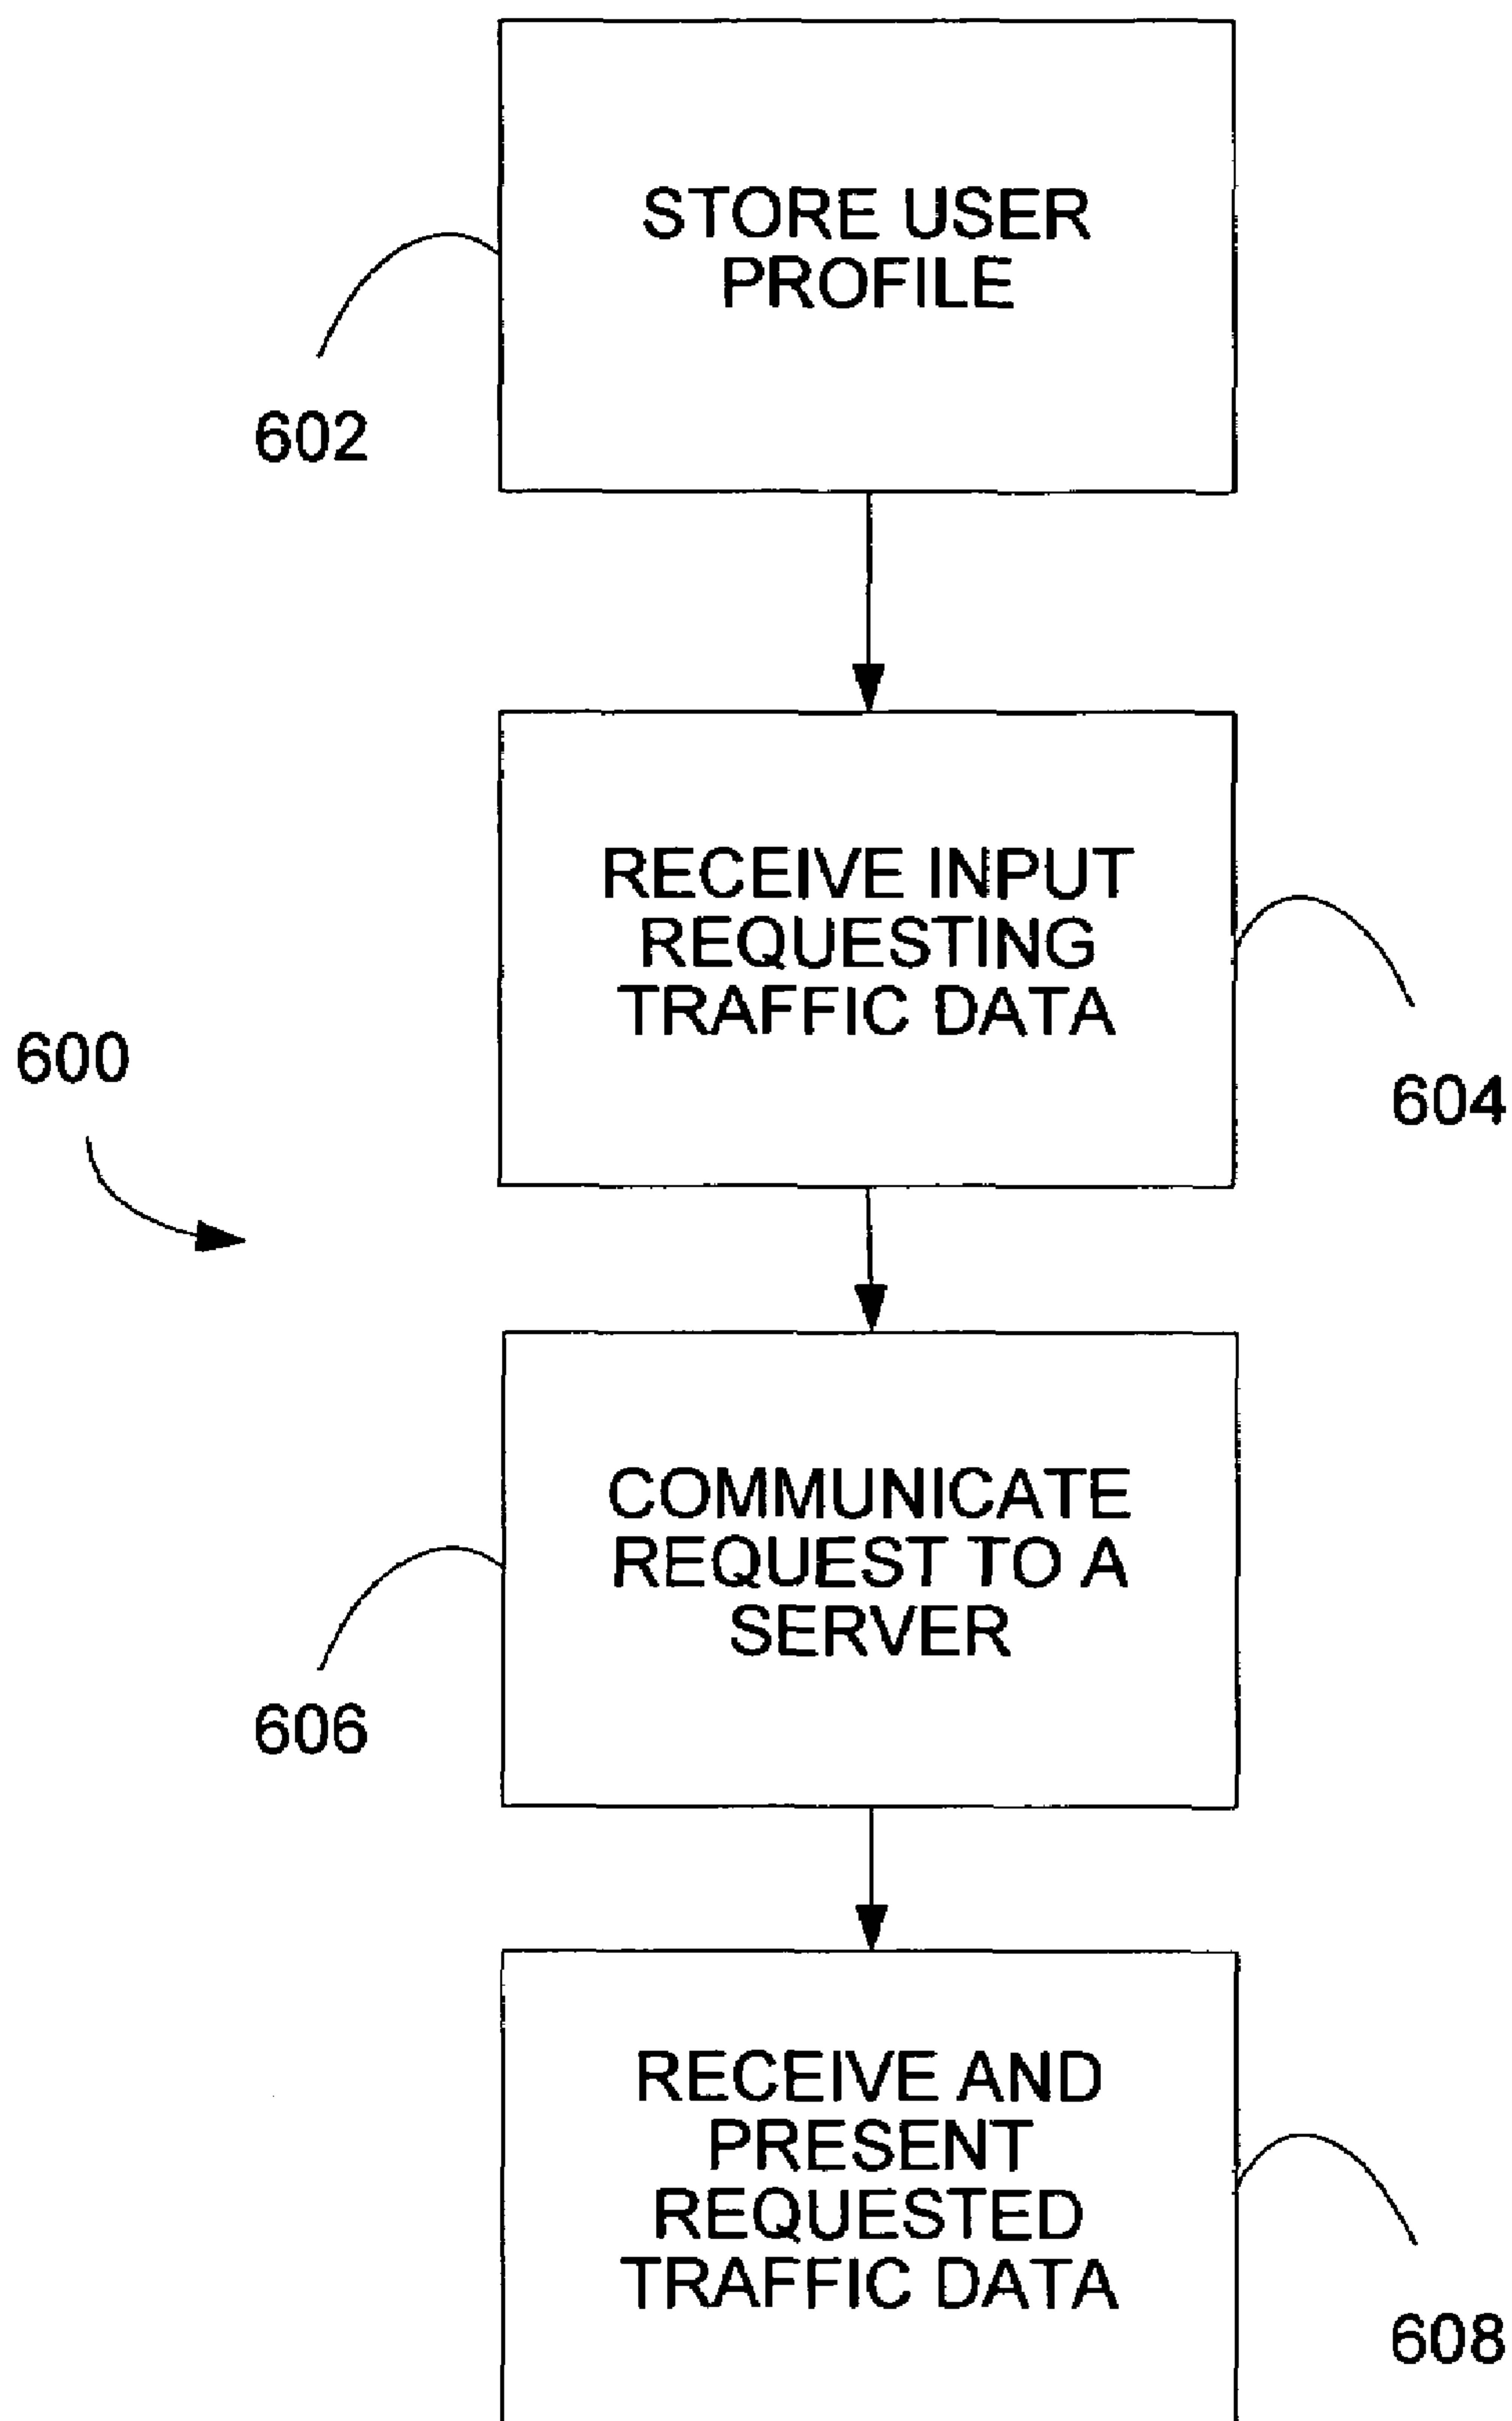 STORE USER
PROFILE
602
RECEIVE INPUT
REQUESTING
TRAFFIC DATA
600
604
COMMUNICATE
REQUEST TO A
SERVER
606
RECEIVE AND
PRESENT
REQUESTED
TRAFFIC DATA
608